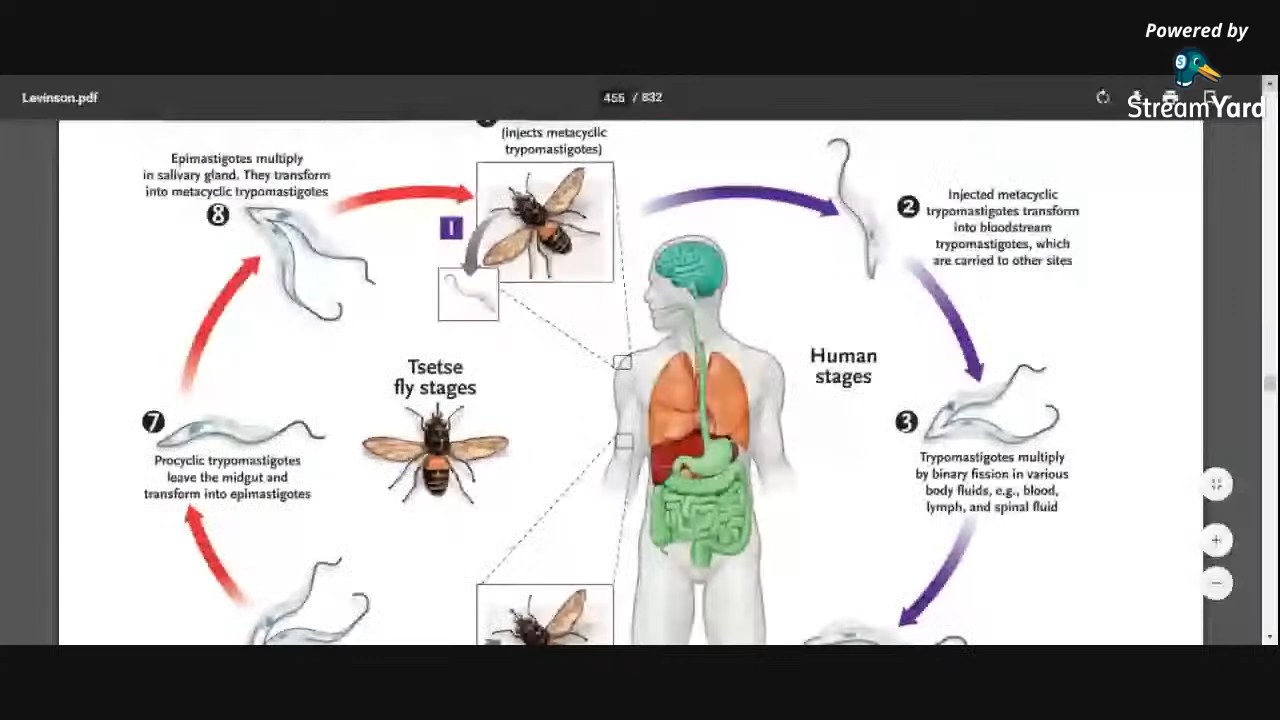 Powered by
StreamYard
Levinson.pdf
455 / 832
(injects metacyclic
trypomastigotes)
Epimastigotes multiply
in salivary gland. They transform
into metacyclic trypomastigotes
8
I
2
Injected metacyclic
trypomastigotes transform
into bloodstream
trypomastigotes, which
are carried to other sites
Tsetse
fly stages
Human
stages
7
Procyclic trypomastigotes
leave the midgut and
transform into epimastigotes
3
Trypomastigotes multiply
by binary fission in various
body fluids, e.g., blood,
lymph, and spinal fluid